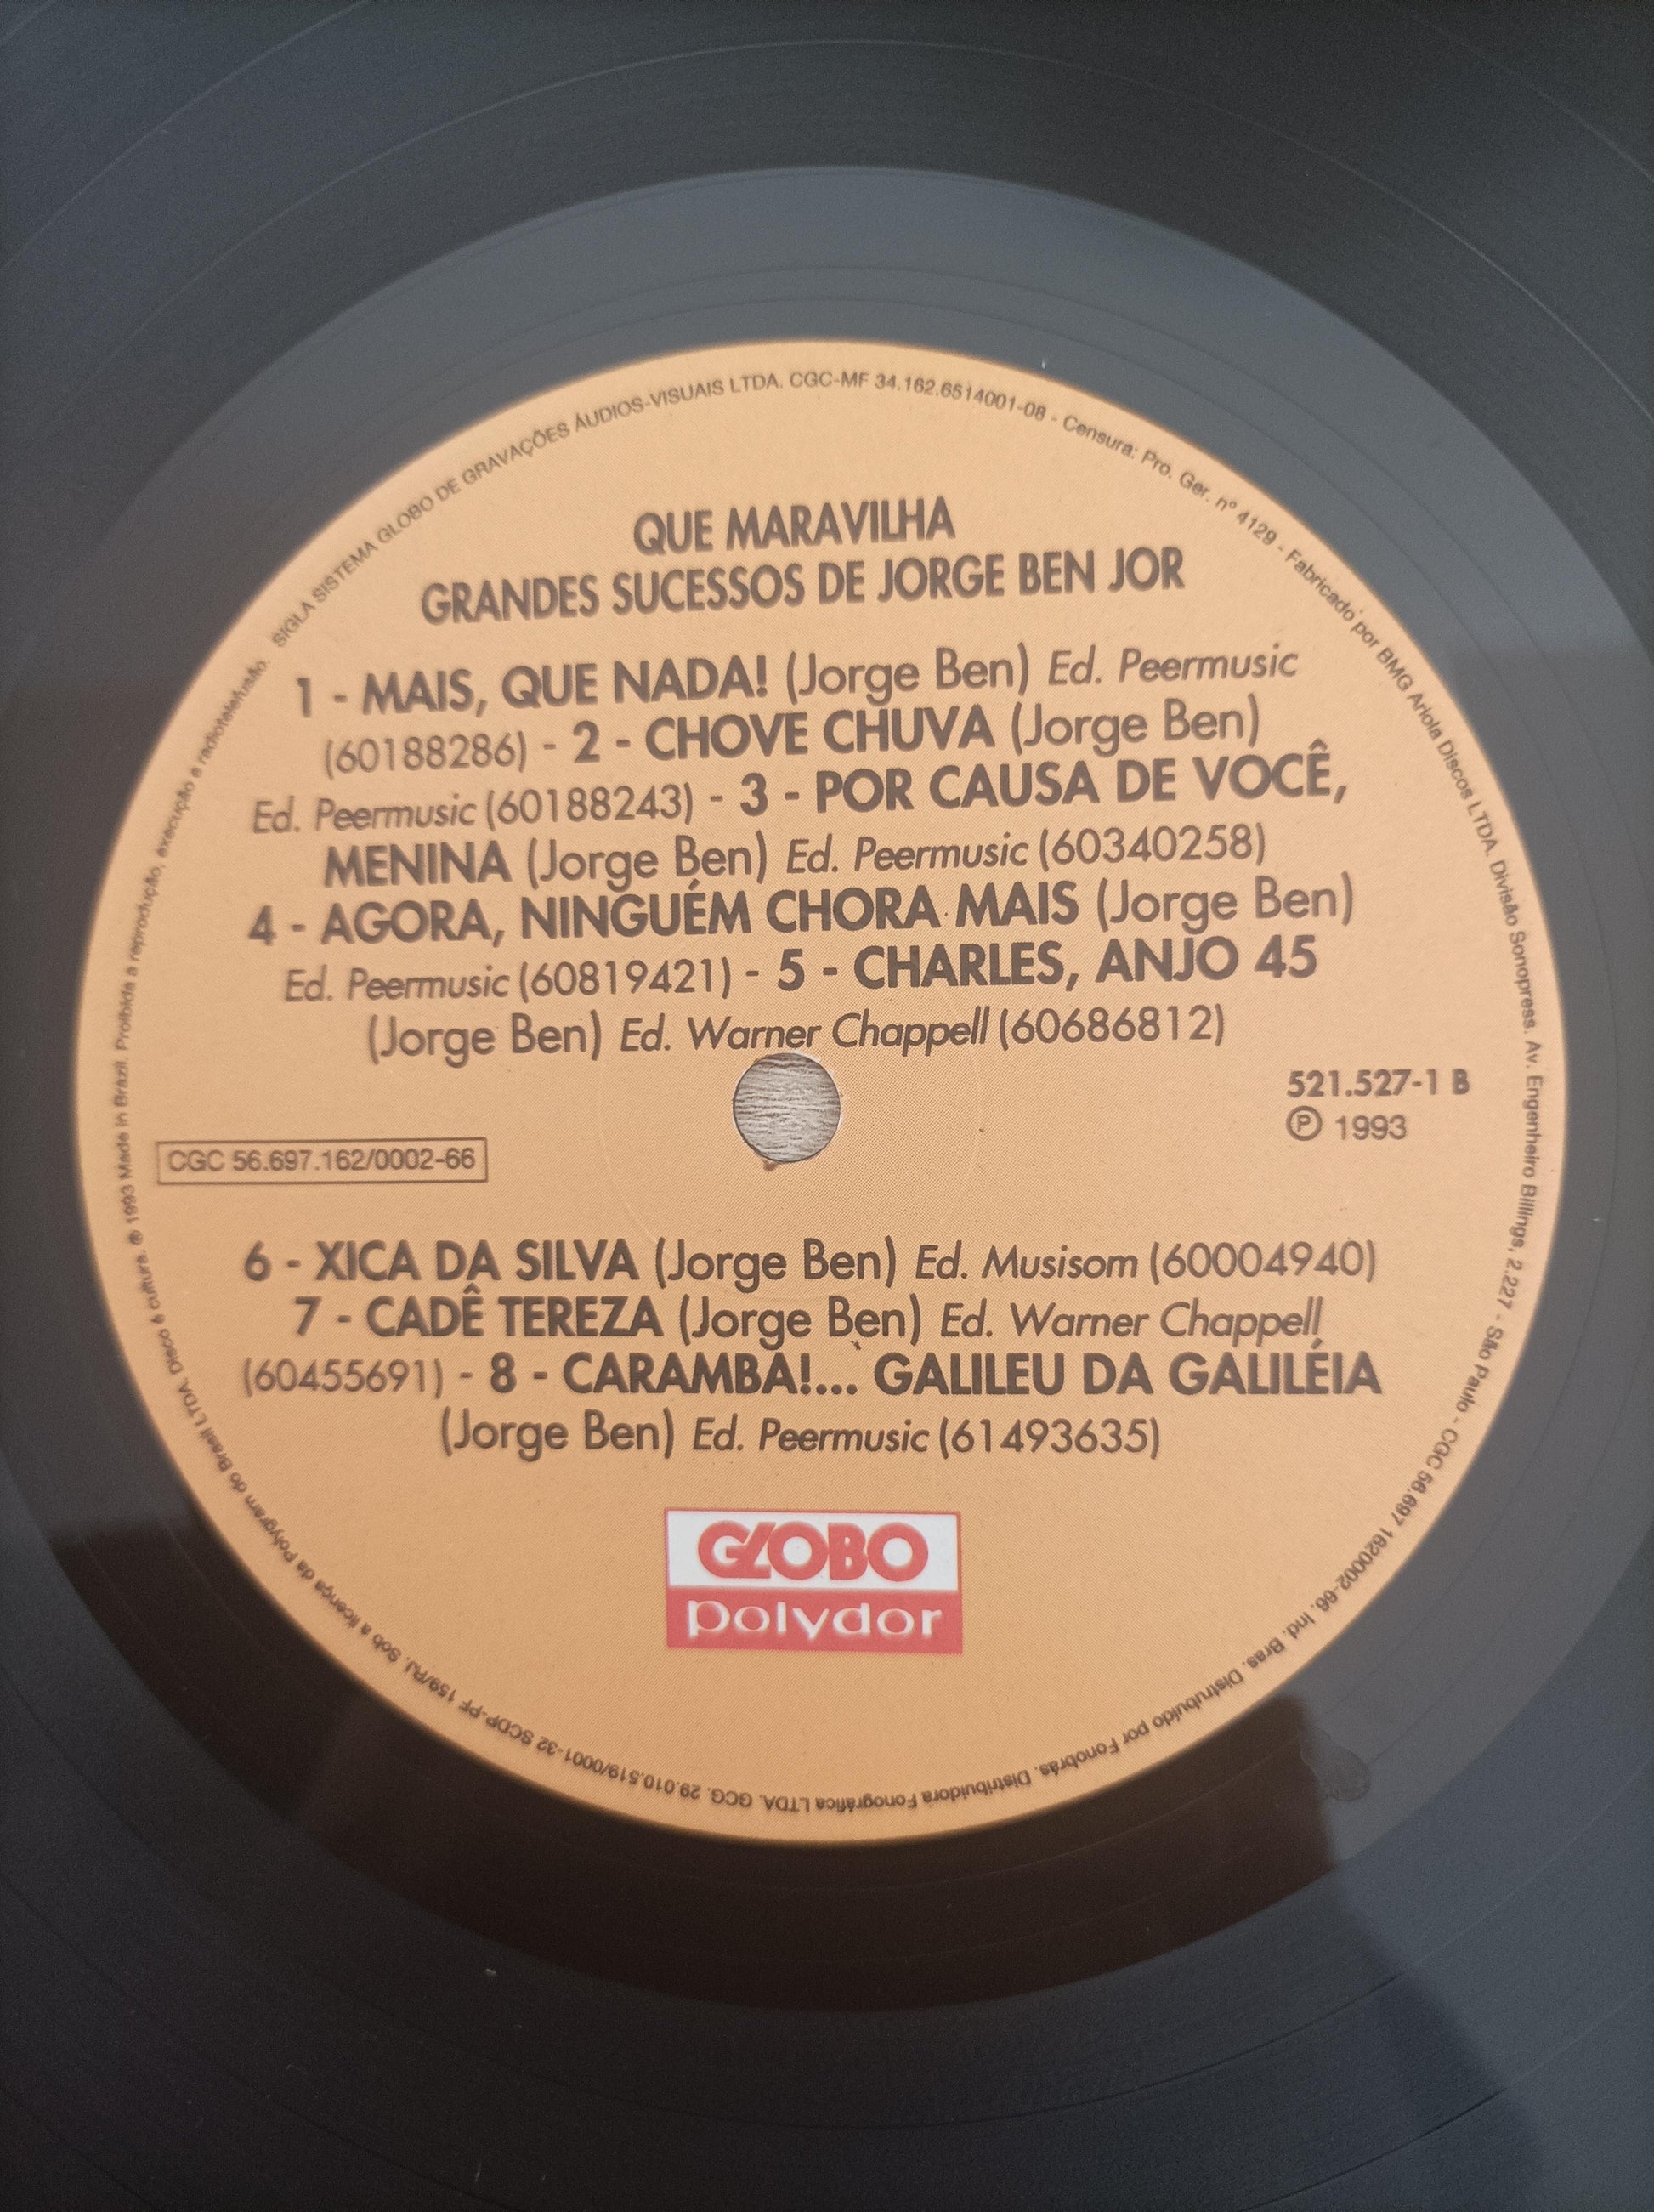 QUE MARAVILHA
GRANDES SUCESSOS DE JORGE BEN JOR
1 - MAIS, QUE NADA! (Jorge Ben) Ed. Peermusic
(60188286) - 2 - CHOVE CHUVA (Jorge Ben)
Ed. Peermusic (60188243) - 3 - POR CAUSA DE VOCÊ,
MENINA (Jorge Ben) Ed. Peermusic (60340258)
4 - AGORA, NINGUÉM CHORA MAIS (Jorge Ben)
Ed. Peermusic (60819421) - 5 - CHARLES, ANJO 45
(Jorge Ben) Ed. Warner Chappell (60686812)
521.527-1 B
℗ 1993
CGC 56.697.162/0002-66
6 - XICA DA SILVA (Jorge Ben) Ed. Musisom (60004940)
7 - CADÊ TEREZA (Jorge Ben) Ed. Warner Chappell
(60455691) - 8 - CARAMBA!... GALILEU DA GALILÉIA
(Jorge Ben) Ed. Peermusic (61493635)
GLOBO
polydor
SIGLA SISTEMA GLOBO DE GRAVAÇÕES ÁUDIOS-VISUAIS LTDA. CGC-MF 34.162.6514001-08 - Censura: Pro. Ger. nº 4129 - Fabricado por BMG Ariola Discos LTDA. Divisão Sonopress. Av. Engenheiro Billings, 2.227 - São Paulo - CGC 56.697 1620002-66. Ind. Bras. Distrubuído por Fonobrás. Distribuidora Fonográfica LTDA. GCG. 29.010.519/0001-32 SCDP-PF 159/RJ. Sob a licença da Polygram do Brasil LTDA. Disco é cultura. ℗ 1993 Made in Brazil. Proibida a reprodução, execução e radiotelefusão.